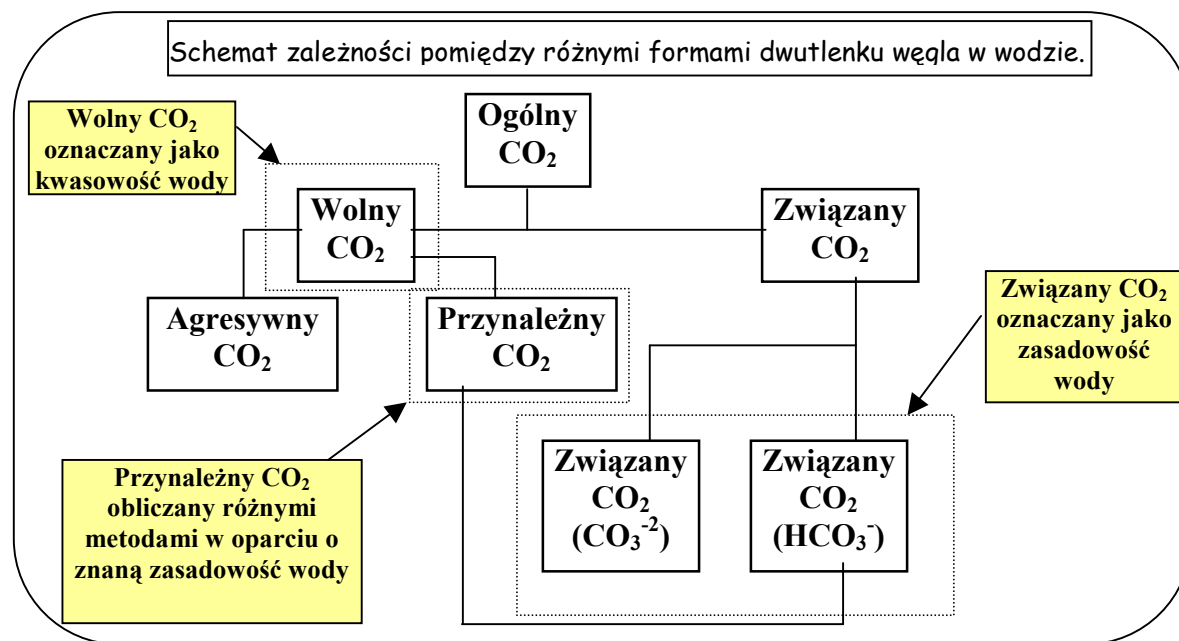 Schemat zależności pomiędzy różnymi formami dwutlenku węgla w wodzie.
Wolny CO₂
oznaczany jako
kwasowość wody
Ogólny
CO₂
Wolny
CO₂
Związany
CO₂
Agresywny
CO₂
Przynależny
CO₂
Związany CO₂
oznaczany jako
zasadowość
wody
Przynależny CO₂
obliczany różnymi
metodami w oparciu o
znaną zasadowość wody
Związany
CO₂
(CO₃⁻²)
Związany
CO₂
(HCO₃⁻)